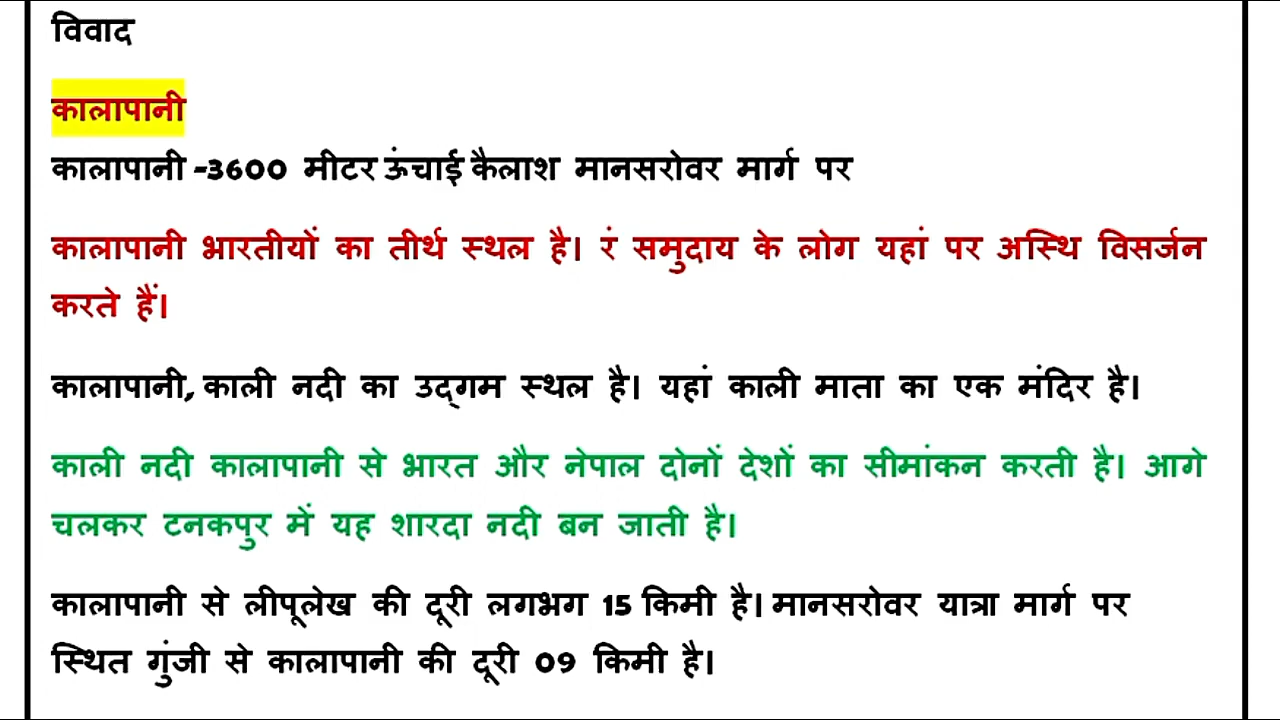 विवाद
कालापानी
कालापानी -3600 मीटर ऊंचाई कैलाश मानसरोवर मार्ग पर
कालापानी भारतीयों का तीर्थ स्थल है। रं समुदाय के लोग यहां पर अस्थि विसर्जन
करते हैं।
कालापानी, काली नदी का उद्गम स्थल है। यहां काली माता का एक मंदिर है।
काली नदी कालापानी से भारत और नेपाल दोनों देशों का सीमांकन करती है। आगे
चलकर टनकपुर में यह शारदा नदी बन जाती है।
कालापानी से लीपूलेख की दूरी लगभग 15 किमी है। मानसरोवर यात्रा मार्ग पर
स्थित गुंजी से कालापानी की दूरी 09 किमी है।